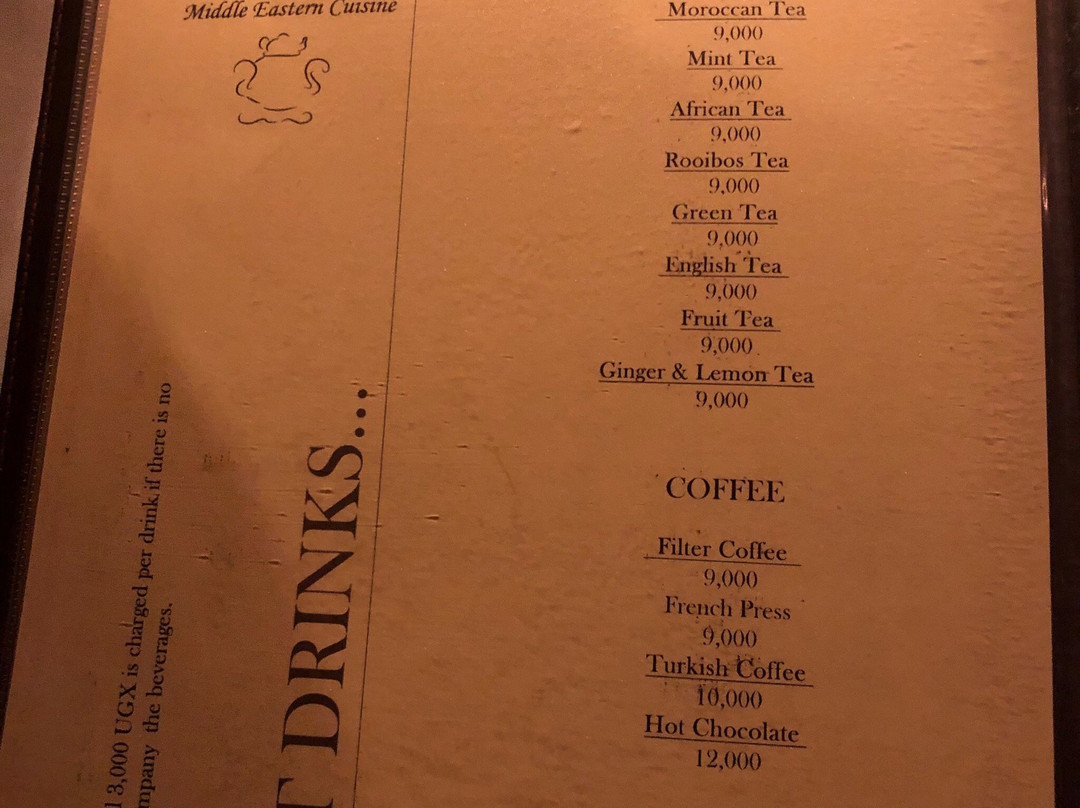 Middle Eastern Cuisine
Moroccan Tea
9,000
Mint Tea
9,000
African Tea
9,000
Rooibos Tea
9,000
Green Tea
9,000
English Tea
9,000
Fruit Tea
9,000
Ginger & Lemon Tea
9,000
COFFEE
Filter Coffee
9,000
French Press
9,000
Turkish Coffee
10,000
Hot Chocolate
12,000
T DRINKS...
l 3,000 UGX is charged per drink if there is no
mpany the beverages.